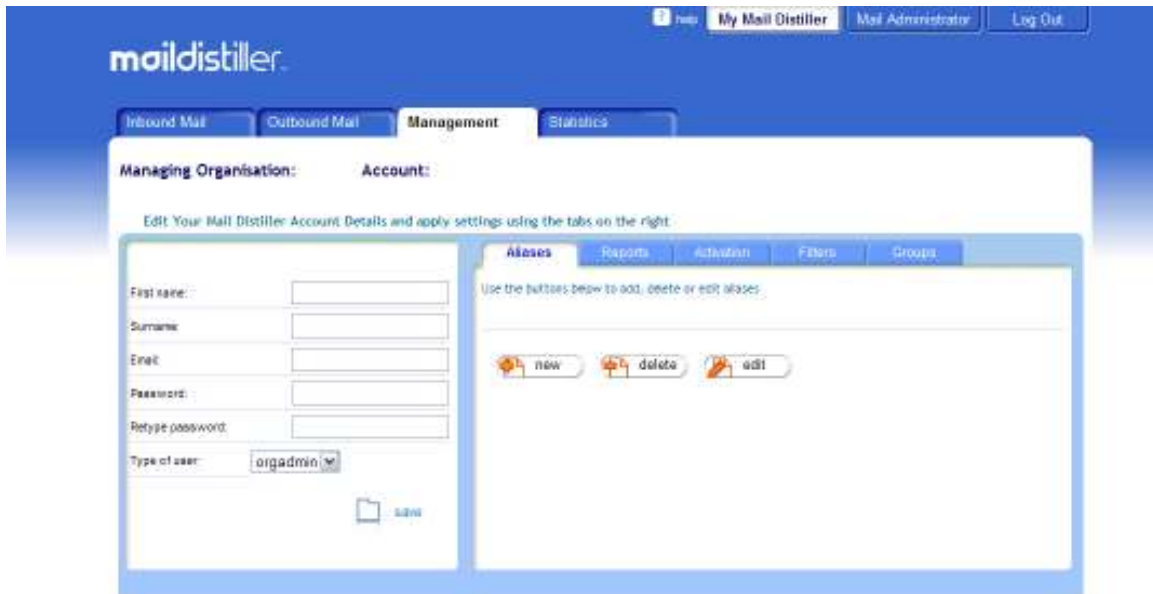 ? help My Mail Distiller Mail Administrator Log Out
maildistiller.
Inbound Mail Outbound Mail Management Statistics
Managing Organisation: Account:
Edit Your Mail Distiller Account Details and apply settings using the tabs on the right
Aliases Reports Activation Filters Groups
Use the buttons below to add, delete or edit aliases
First name:
Surname:
Email:
new delete edit
Password:
Retype password:
Type of user: orgadmin
save